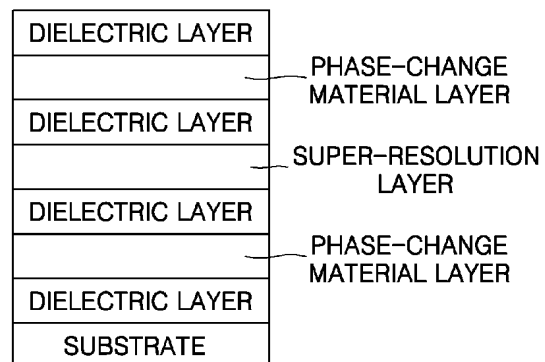 DIELECTRIC LAYER
PHASE-CHANGE
MATERIAL LAYER
DIELECTRIC LAYER
SUPER-RESOLUTION
LAYER
DIELECTRIC LAYER
PHASE-CHANGE
MATERIAL LAYER
DIELECTRIC LAYER
SUBSTRATE